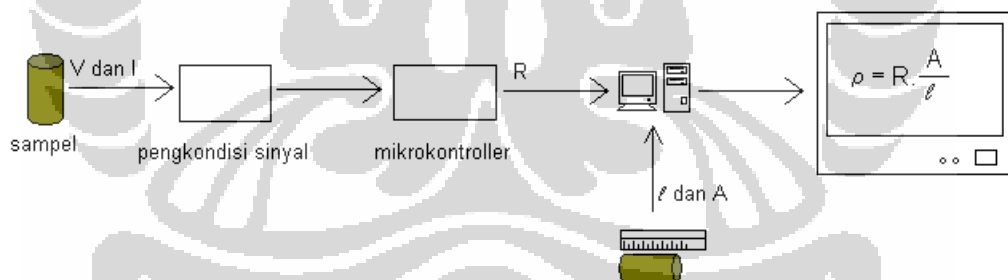 V dan I
sampel
pengkondisi sinyal
mikrokontroller
R
ℓ dan A
ρ = R. A/ℓ